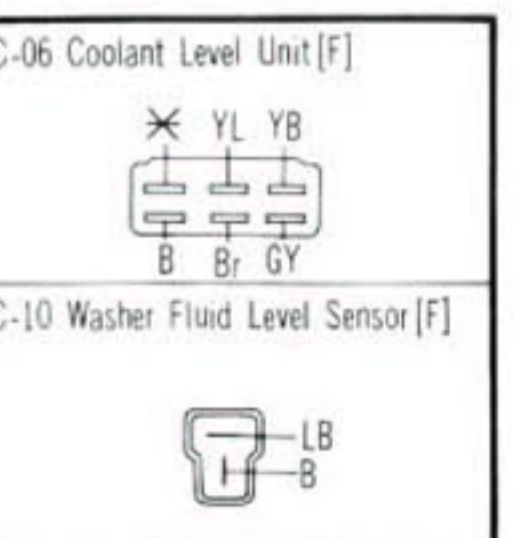 C-06 Coolant Level Unit[F]
YL YB
B Br GY
C-10 Washer Fluid Level Sensor[F]
LB
B